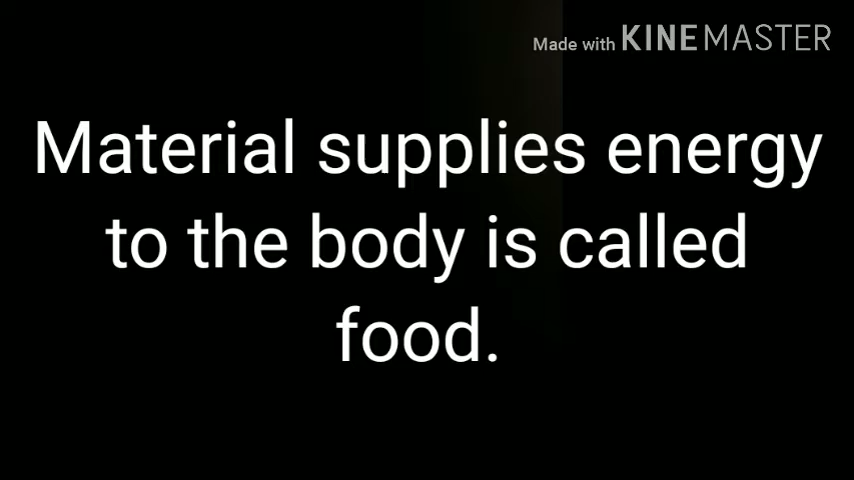 Made with KINEMASTER
Material supplies energy
to the body is called
food.